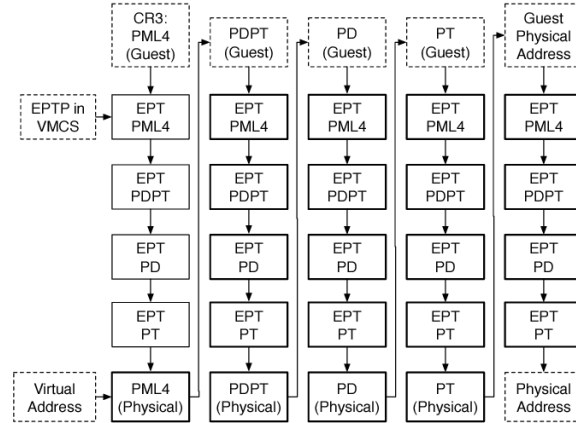 CR3:
PML4
(Guest)
PDPT
(Guest)
PD
(Guest)
PT
(Guest)
Guest
Physical
Address
EPTP in
VMCS
EPT
PML4
EPT
PML4
EPT
PML4
EPT
PML4
EPT
PML4
EPT
PDPT
EPT
PDPT
EPT
PDPT
EPT
PDPT
EPT
PDPT
EPT
PD
EPT
PD
EPT
PD
EPT
PD
EPT
PD
EPT
PT
EPT
PT
EPT
PT
EPT
PT
EPT
PT
Virtual
Address
PML4
(Physical)
PDPT
(Physical)
PD
(Physical)
PT
(Physical)
Physical
Address